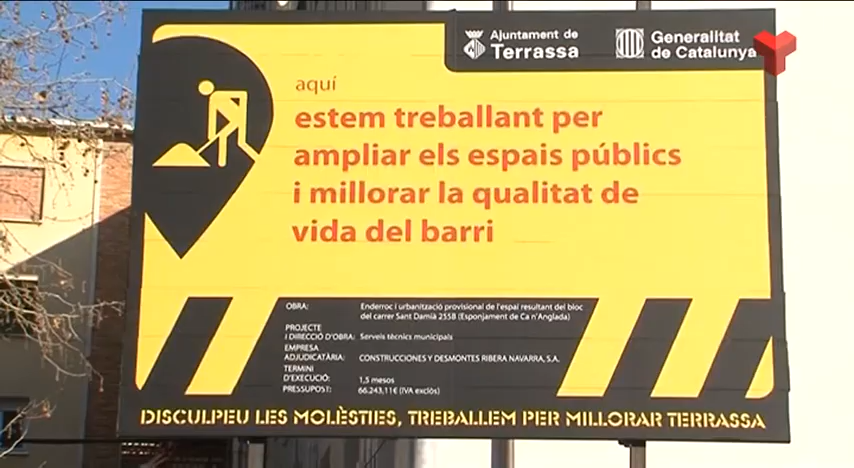 Ajuntament de
Terrassa
Generalitat
de Catalunya
aquí
estem treballant per
ampliar els espais públics
i millorar la qualitat de
vida del barri
OBRA: Enderroc i urbanització provisional de l'espai resultant del bloc
del carrer Sant Damià 255B (Esponjament de Ca n'Anglada)
PROJECTE
I DIRECCIÓ D'OBRA: Serveis tècnics municipals
EMPRESA
ADJUDICATÀRIA: CONSTRUCCIONES Y DESMONTES RIBERA NAVARRA, S.A.
TERMINI
D'EXECUCIÓ: 1,5 mesos
PRESSUPOST: 66.243,11€ (IVA exclòs)
DISCULPEU LES MOLÈSTIES, TREBALLEM PER MILLORAR TERRASSA